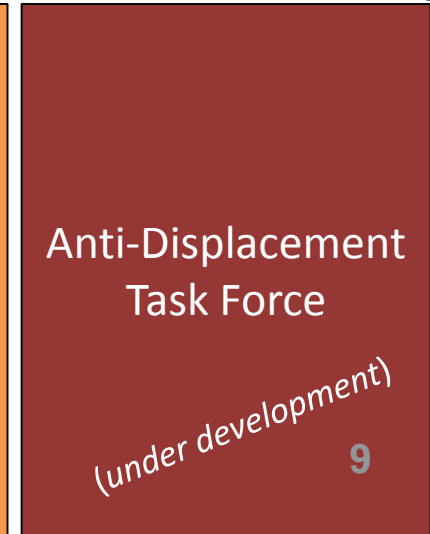 Anti-Displacement
Task Force
(under development)
9